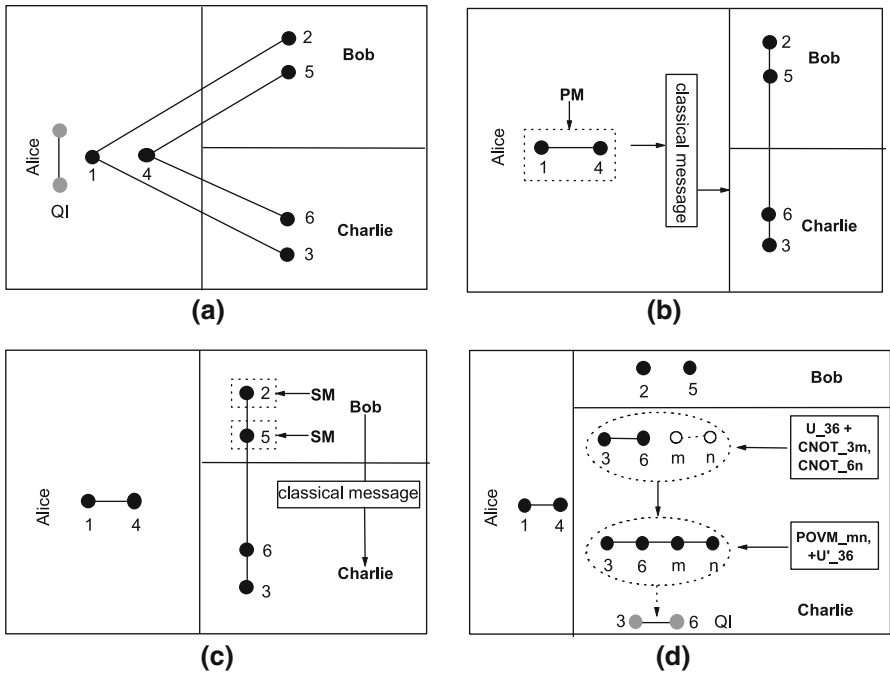 2
5
Bob
Alice
QI
1
4
6
3
Charlie
(a)
2
5
Bob
PM
Alice
1
4
classical message
6
3
Charlie
(b)
2
SM
Bob
5
SM
classical message
Alice
1
4
6
3
Charlie
(c)
2
5
Bob
3
6
m
n
U_36 +
CNOT_3m,
CNOT_6n
Alice
1
4
3
6
m
n
POVM_mn,
+U'_36
3
6
QI
Charlie
(d)